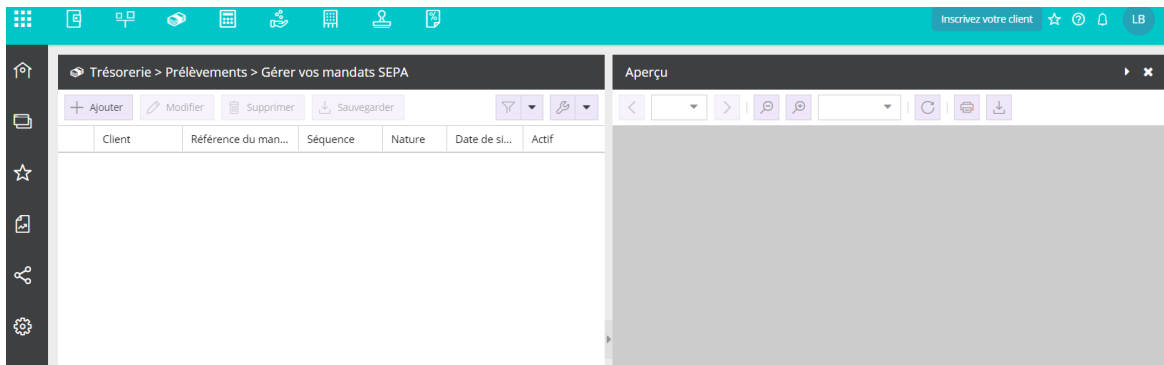 Inscrivez votre client LB
Trésorerie > Prélèvements > Gérer vos mandats SEPA
Aperçu
Ajouter Modifier Supprimer Sauvegarder
Client Référence du man... Séquence Nature Date de si... Actif